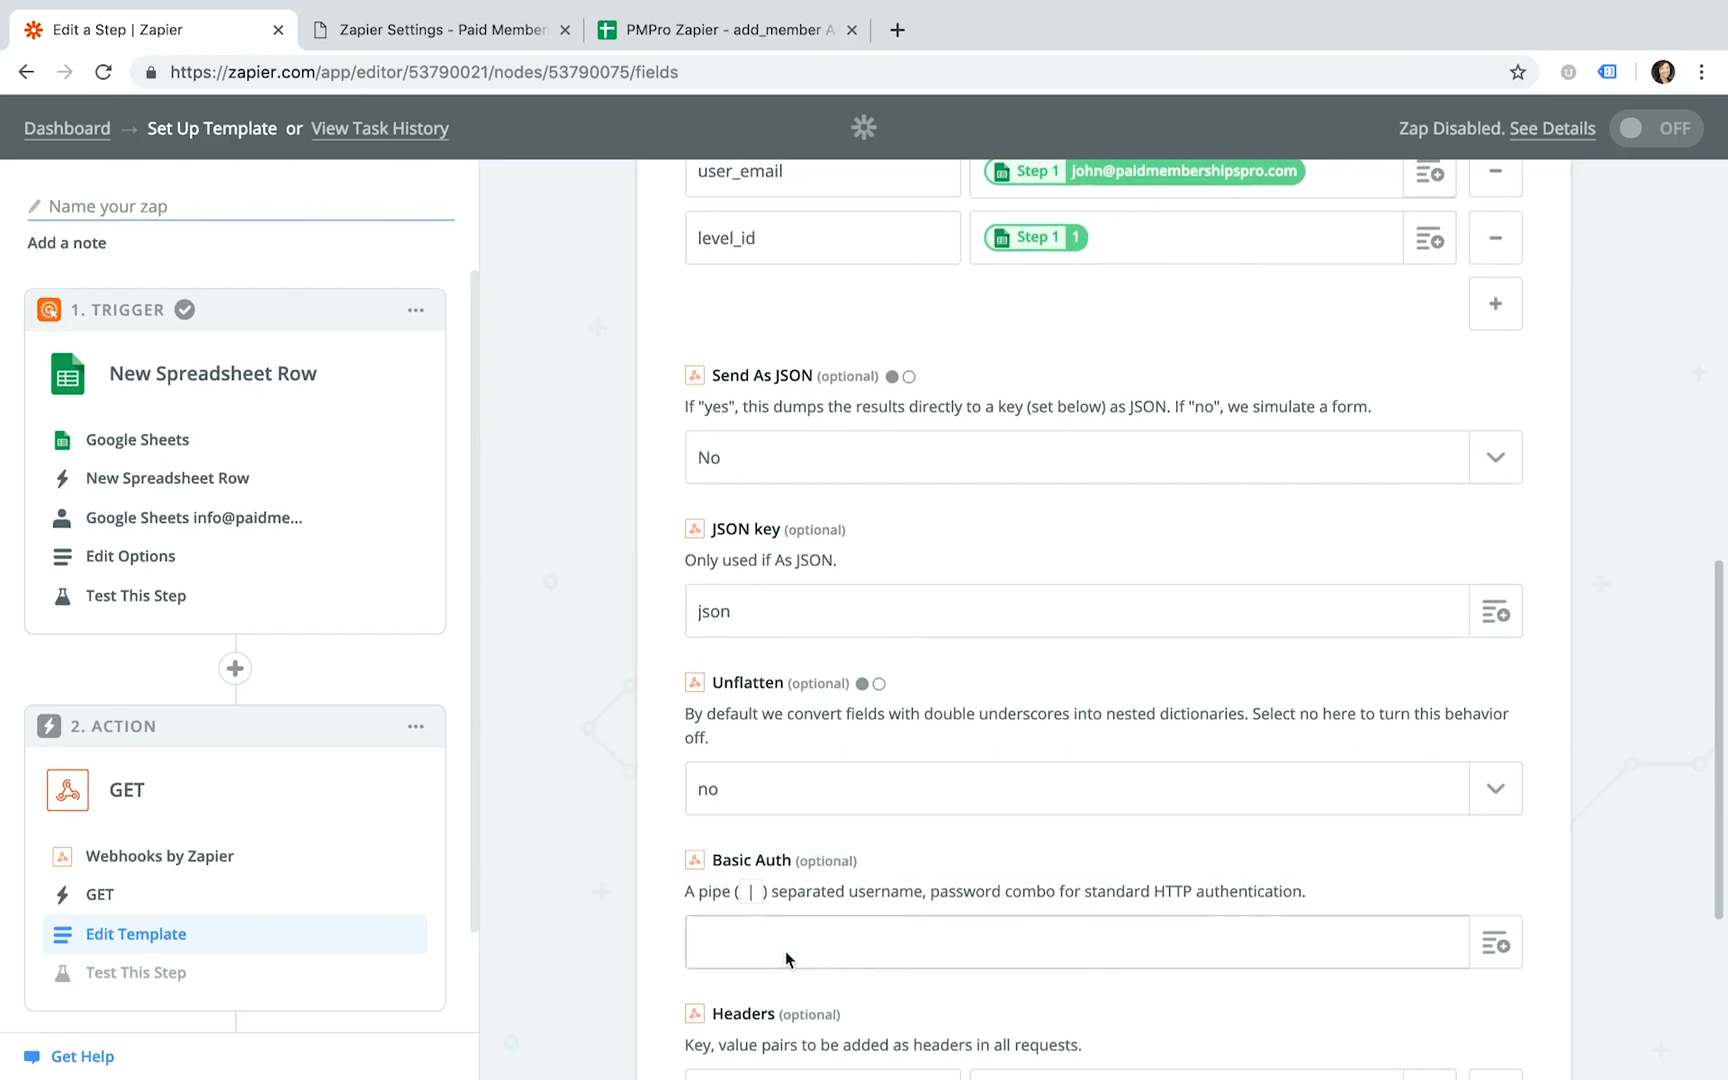 Edit a Step | Zapier
Zapier Settings - Paid Member
PMPro Zapier - add_member A
https://zapier.com/app/editor/53790021/nodes/53790075/fields
Dashboard → Set Up Template or View Task History
Zap Disabled. See Details
OFF
Name your zap
Add a note
1. TRIGGER
New Spreadsheet Row
Google Sheets
New Spreadsheet Row
Google Sheets info@paidme...
Edit Options
Test This Step
2. ACTION
GET
Webhooks by Zapier
GET
Edit Template
Test This Step
Get Help
user_email
Step 1 john@paidmembershipspro.com
level_id
Step 1 1
Send As JSON (optional)
If "yes", this dumps the results directly to a key (set below) as JSON. If "no", we simulate a form.
No
JSON key (optional)
Only used if As JSON.
json
Unflatten (optional)
By default we convert fields with double underscores into nested dictionaries. Select no here to turn this behavior
off.
no
Basic Auth (optional)
A pipe ( | ) separated username, password combo for standard HTTP authentication.
Headers (optional)
Key, value pairs to be added as headers in all requests.